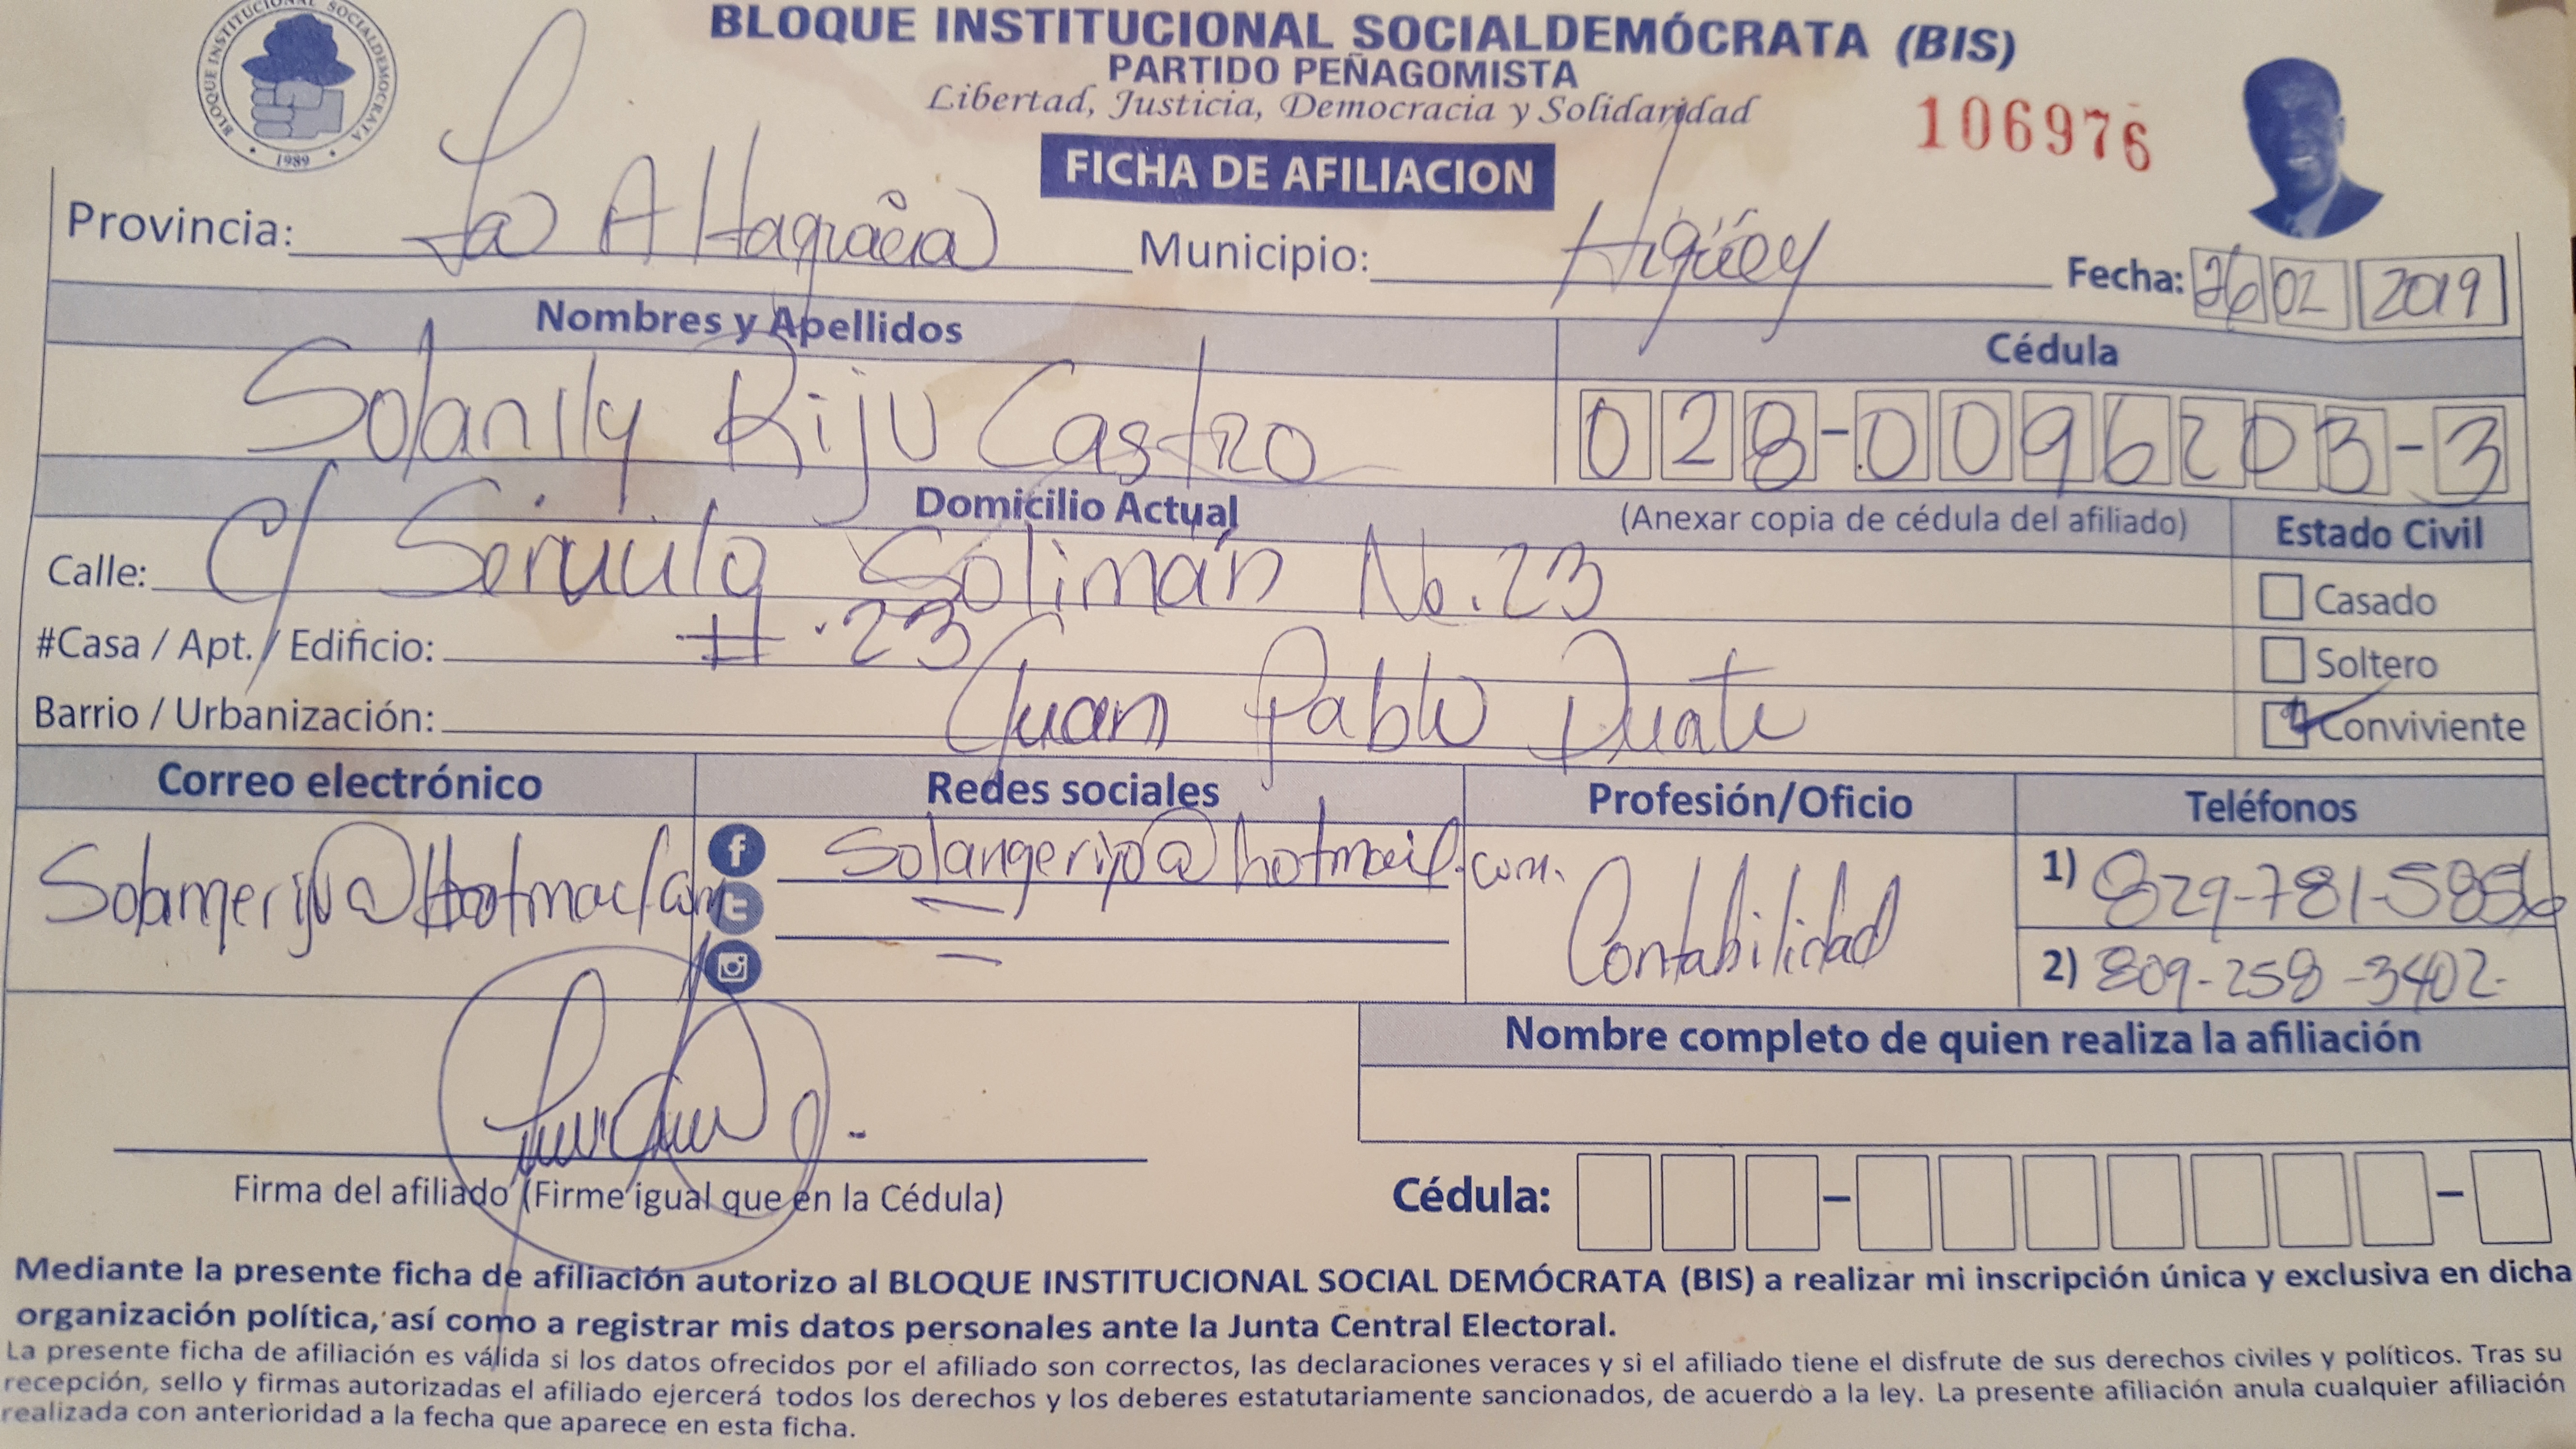 BLOQUE INSTITUCIONAL SOCIALDEMOCRATA
1989
BLOQUE INSTITUCIONAL SOCIALDEMÓCRATA (BIS)
PARTIDO PEÑAGOMISTA
Libertad, Justicia, Democracia y Solidaridad
106976
FICHA DE AFILIACION
Provincia: La Altagracia Municipio: Higüey Fecha: 26 02 2019
Nombres y Apellidos Cédula
Solanlly Rijo Castro 028-0096203-3
Domicilio Actual (Anexar copia de cédula del afiliado) Estado Civil
Calle: C/ Solimán No. 23 Casado
#Casa / Apt. / Edificio: #.23 Soltero
Barrio / Urbanización: Juan Pablo Duarte Conviviente
Correo electrónico Redes sociales Profesión/Oficio Teléfonos
solangerijo@hotmail.com. Contabilidad 1) 829-781-5856
2) 809-258-3402-
Nombre completo de quien realiza la afiliación
Firma del afiliado (Firme igual que en la Cédula) Cédula:
Mediante la presente ficha de afiliación autorizo al BLOQUE INSTITUCIONAL SOCIAL DEMÓCRATA (BIS) a realizar mi inscripción única y exclusiva en dicha
organización política, así como a registrar mis datos personales ante la Junta Central Electoral.
La presente ficha de afiliación es válida si los datos ofrecidos por el afiliado son correctos, las declaraciones veraces y si el afiliado tiene el disfrute de sus derechos civiles y políticos. Tras su
recepción, sello y firmas autorizadas el afiliado ejercerá todos los derechos y los deberes estatutariamente sancionados, de acuerdo a la ley. La presente afiliación anula cualquier afiliación
realizada con anterioridad a la fecha que aparece en esta ficha.